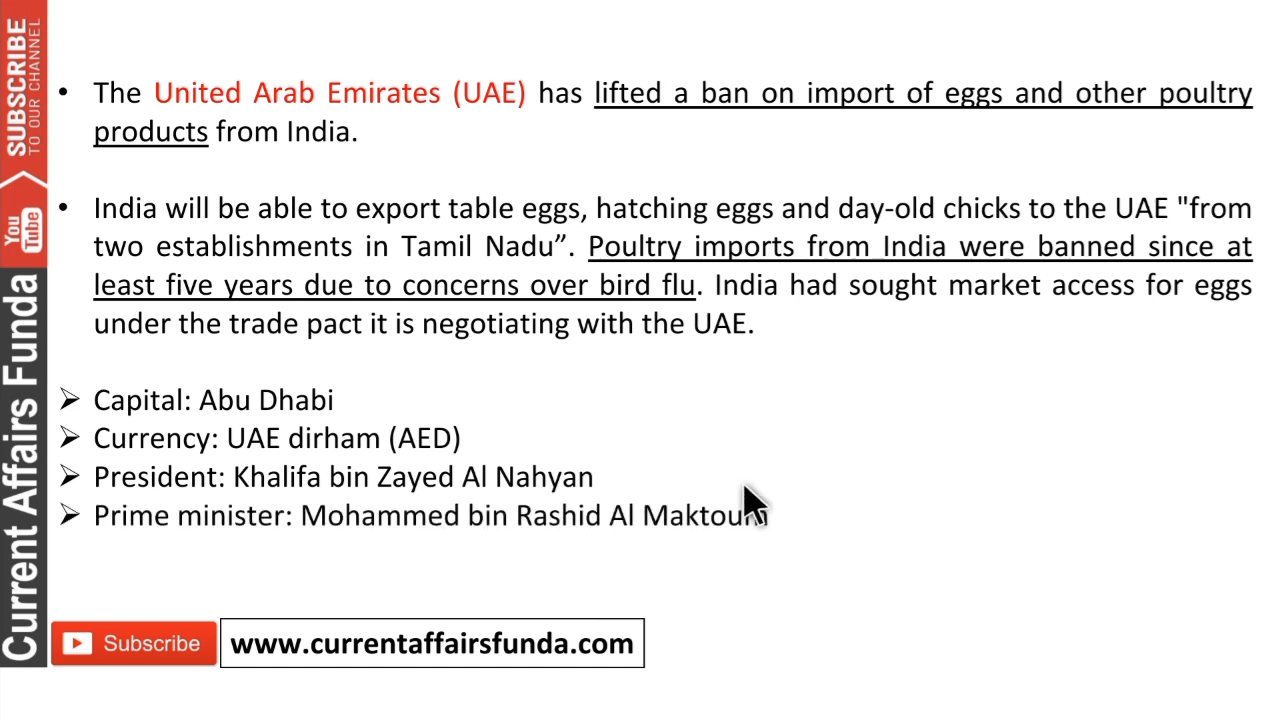 SUBSCRIBE
TO OUR CHANNEL
You
Tube
Current Affairs Funda
• The United Arab Emirates (UAE) has lifted a ban on import of eggs and other poultry
products from India.
• India will be able to export table eggs, hatching eggs and day-old chicks to the UAE "from
two establishments in Tamil Nadu”. Poultry imports from India were banned since at
least five years due to concerns over bird flu. India had sought market access for eggs
under the trade pact it is negotiating with the UAE.
➢ Capital: Abu Dhabi
➢ Currency: UAE dirham (AED)
➢ President: Khalifa bin Zayed Al Nahyan
➢ Prime minister: Mohammed bin Rashid Al Maktoum
Subscribe
www.currentaffairsfunda.com